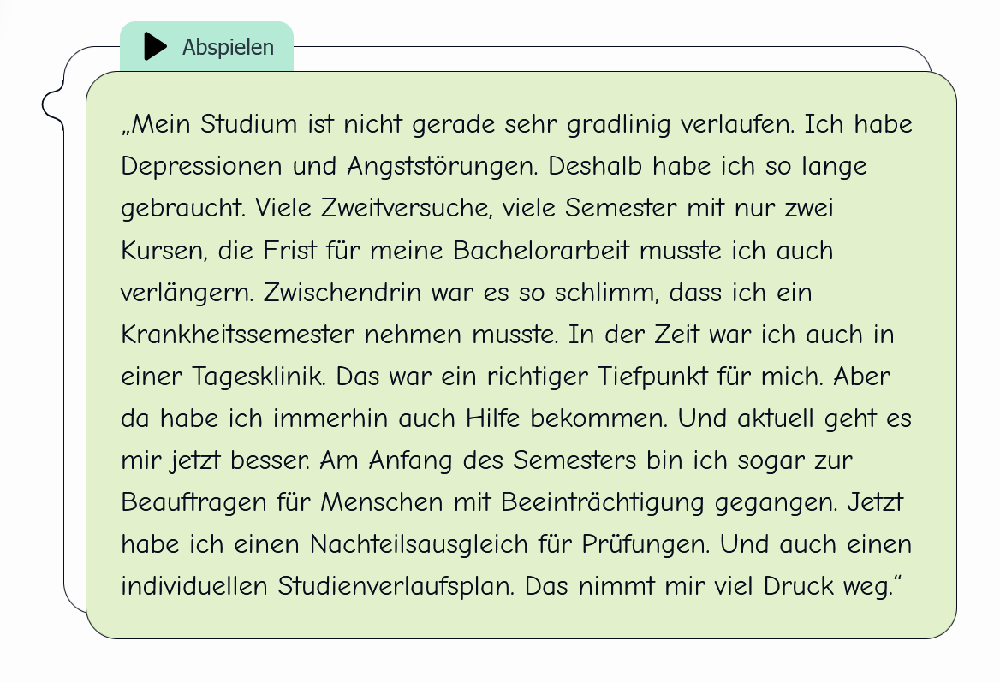 Abspielen
„Mein Studium ist nicht gerade sehr gradlinig verlaufen. Ich habe
Depressionen und Angststörungen. Deshalb habe ich so lange
gebraucht. Viele Zweitversuche, viele Semester mit nur zwei
Kursen, die Frist für meine Bachelorarbeit musste ich auch
verlängern. Zwischendrin war es so schlimm, dass ich ein
Krankheitssemester nehmen musste. In der Zeit war ich auch in
einer Tagesklinik. Das war ein richtiger Tiefpunkt für mich. Aber
da habe ich immerhin auch Hilfe bekommen. Und aktuell geht es
mir jetzt besser. Am Anfang des Semesters bin ich sogar zur
Beauftragen für Menschen mit Beeinträchtigung gegangen. Jetzt
habe ich einen Nachteilsausgleich für Prüfungen. Und auch einen
individuellen Studienverlaufsplan. Das nimmt mir viel Druck weg.“